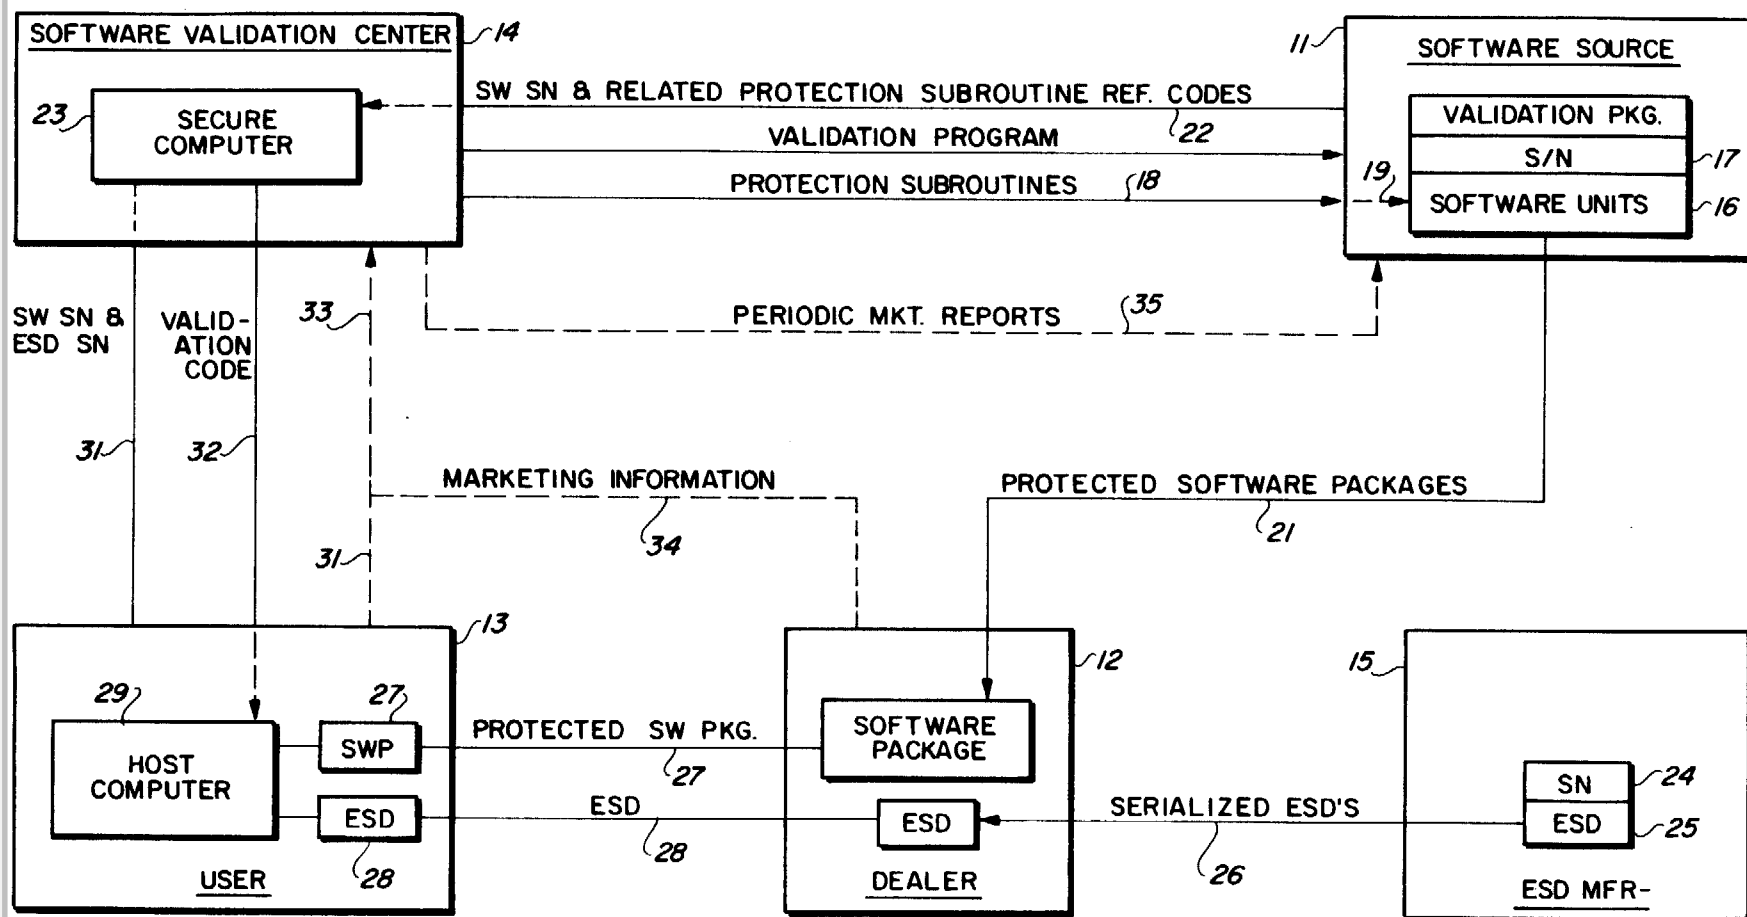 SOFTWARE VALIDATION CENTER
14
11
SOFTWARE SOURCE
23
SECURE
COMPUTER
SW SN & RELATED PROTECTION SUBROUTINE REF. CODES
22
VALIDATION PROGRAM
PROTECTION SUBROUTINES
18
19
VALIDATION PKG.
S/N
17
SOFTWARE UNITS
16
SW SN &
ESD SN
VALID-
ATION
CODE
33
PERIODIC MKT. REPORTS
35
31
32
MARKETING INFORMATION
34
31
PROTECTED SOFTWARE PACKAGES
21
13
12
15
29
HOST
COMPUTER
27
SWP
PROTECTED SW PKG.
27
SOFTWARE
PACKAGE
ESD
28
ESD
28
ESD
SERIALIZED ESD'S
26
SN
24
ESD
25
USER
DEALER
ESD MFR-